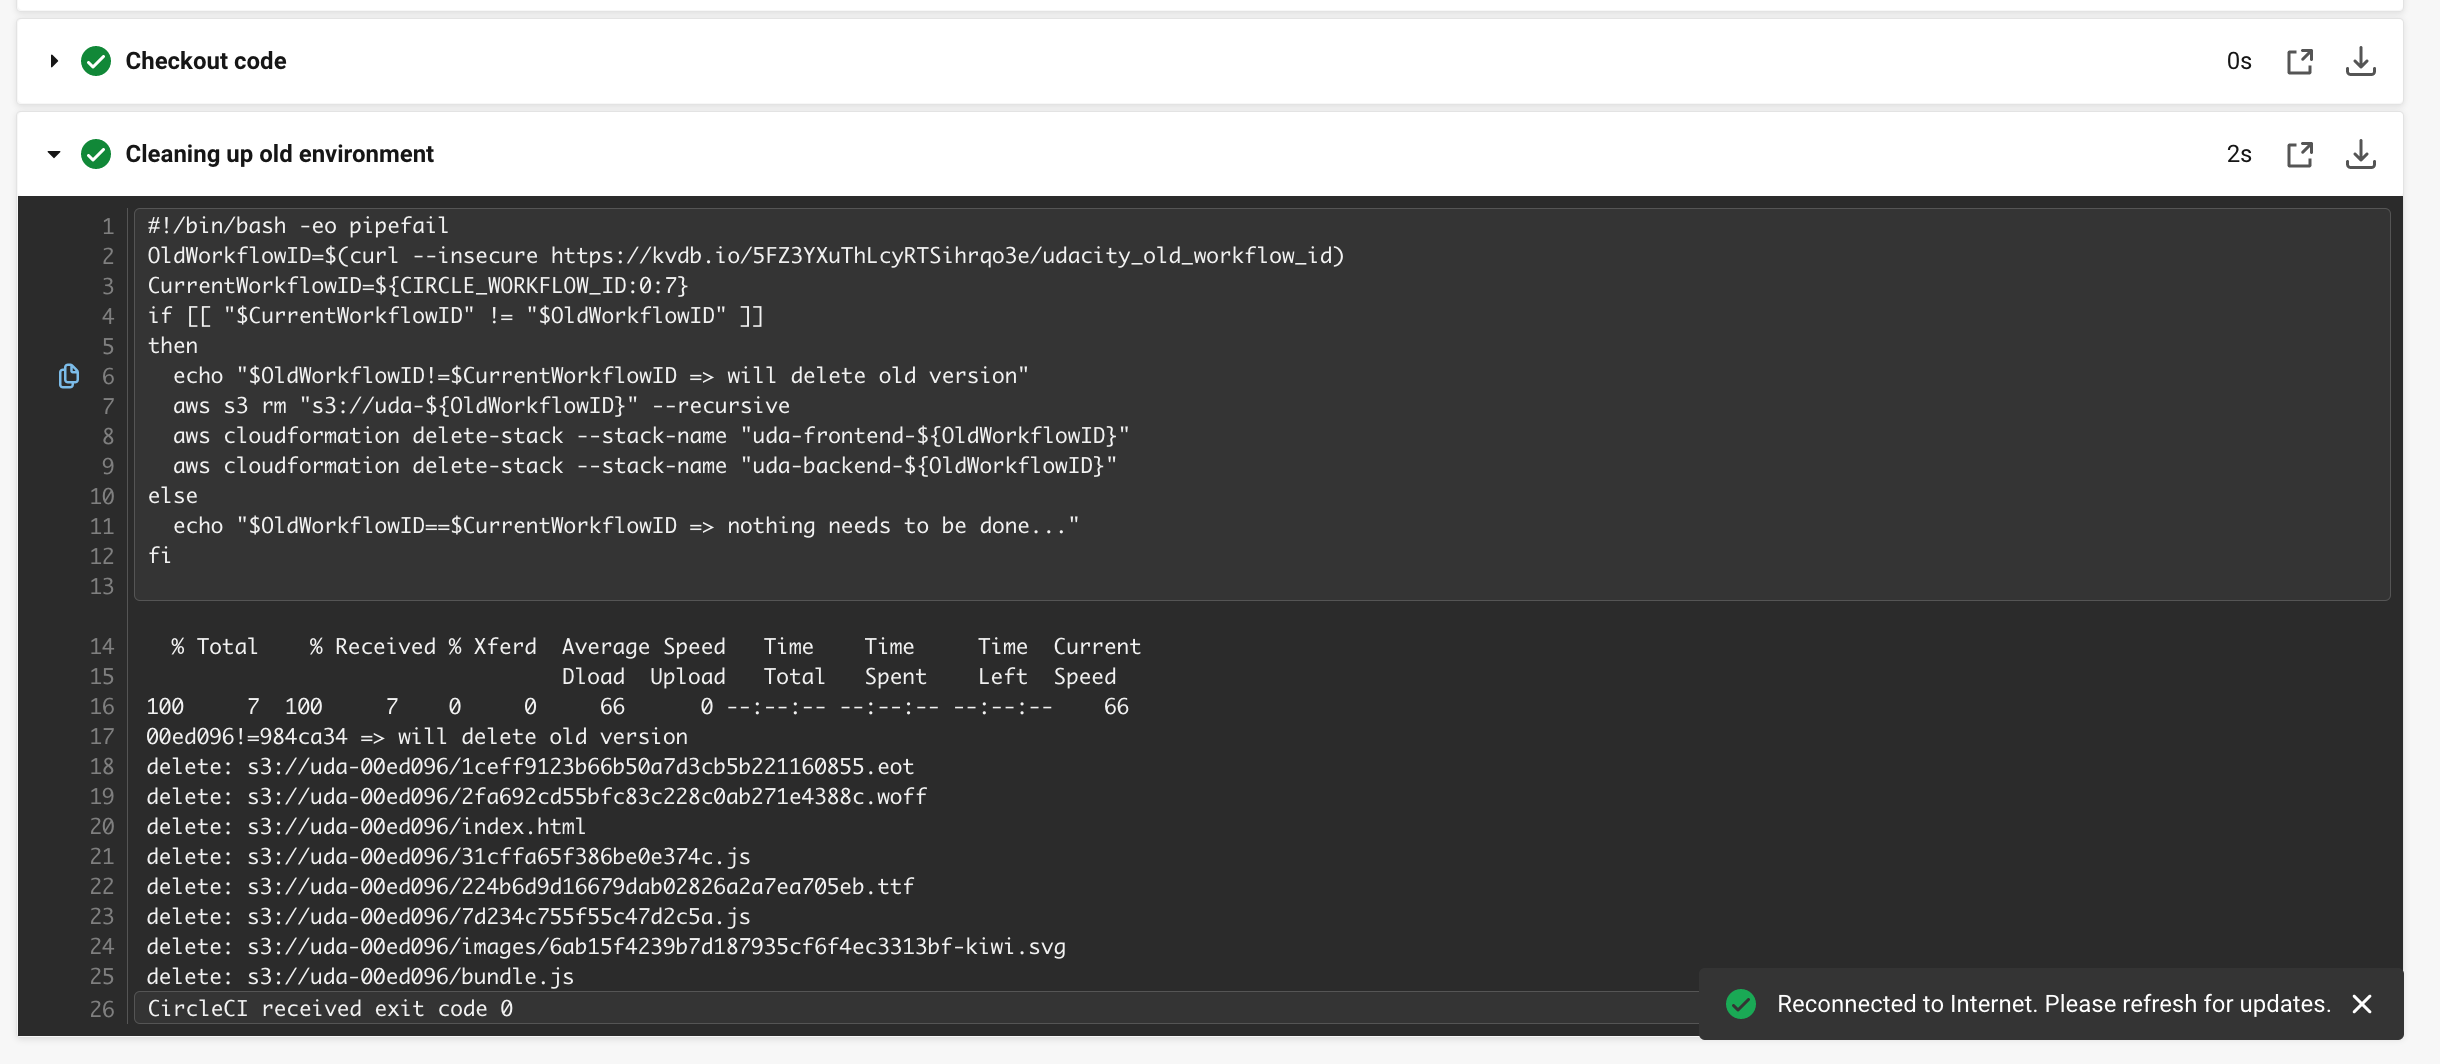 Checkout code 0s
Cleaning up old environment 2s
1 #!/bin/bash -eo pipefail
2 OldWorkflowID=$(curl --insecure https://kvdb.io/5FZ3YXuThLcyRTSihrqo3e/udacity_old_workflow_id)
3 CurrentWorkflowID=${CIRCLE_WORKFLOW_ID:0:7}
4 if [[ "$CurrentWorkflowID" != "$OldWorkflowID" ]]
5 then
6   echo "$OldWorkflowID!=$CurrentWorkflowID => will delete old version"
7   aws s3 rm "s3://uda-${OldWorkflowID}" --recursive
8   aws cloudformation delete-stack --stack-name "uda-frontend-${OldWorkflowID}"
9   aws cloudformation delete-stack --stack-name "uda-backend-${OldWorkflowID}"
10 else
11   echo "$OldWorkflowID==$CurrentWorkflowID => nothing needs to be done..."
12 fi
13
14   % Total    % Received % Xferd  Average Speed   Time    Time     Time  Current
15                                  Dload  Upload   Total   Spent    Left  Speed
16 100     7  100     7    0     0     66      0 --:--:-- --:--:-- --:--:--    66
17 00ed096!=984ca34 => will delete old version
18 delete: s3://uda-00ed096/1ceff9123b66b50a7d3cb5b221160855.eot
19 delete: s3://uda-00ed096/2fa692cd55bfc83c228c0ab271e4388c.woff
20 delete: s3://uda-00ed096/index.html
21 delete: s3://uda-00ed096/31cffa65f386be0e374c.js
22 delete: s3://uda-00ed096/224b6d9d16679dab02826a2a7ea705eb.ttf
23 delete: s3://uda-00ed096/7d234c755f55c47d2c5a.js
24 delete: s3://uda-00ed096/images/6ab15f4239b7d187935cf6f4ec3313bf-kiwi.svg
25 delete: s3://uda-00ed096/bundle.js
26 CircleCI received exit code 0
Reconnected to Internet. Please refresh for updates.